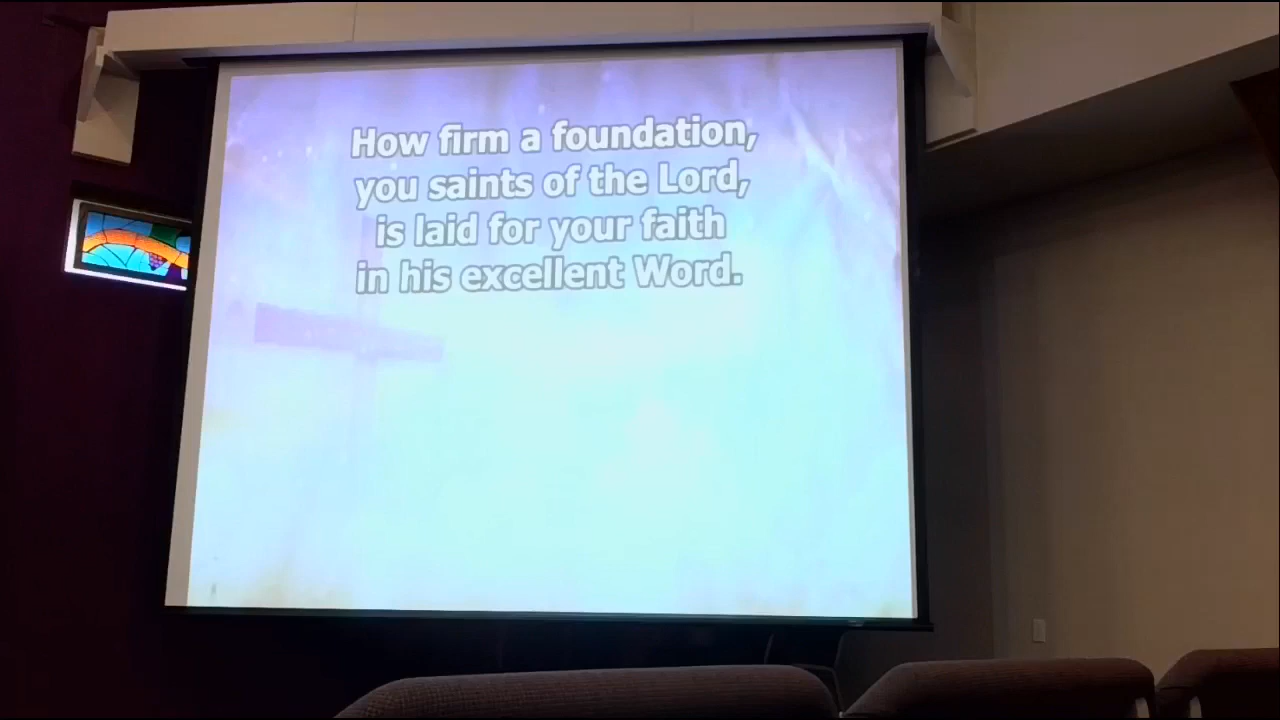 How firm a foundation,
you saints of the Lord,
is laid for your faith
in his excellent Word.